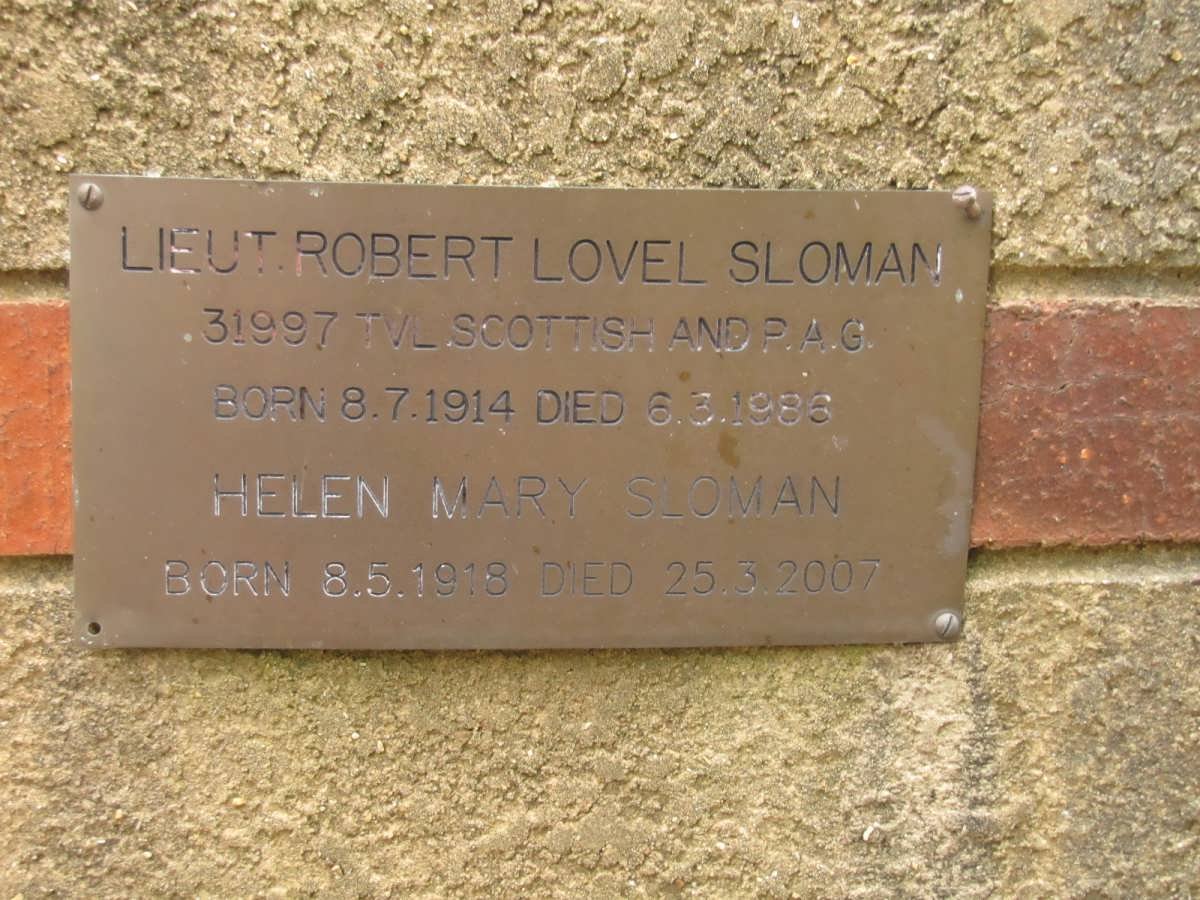 LIEUT. ROBERT LOVEL SLOMAN
31997 TVL.SCOTTISH AND P.A.G.
BORN 8.7.1914 DIED 6.3.1986
HELEN MARY SLOMAN
BORN 8.5.1918 DIED 25.3.2007